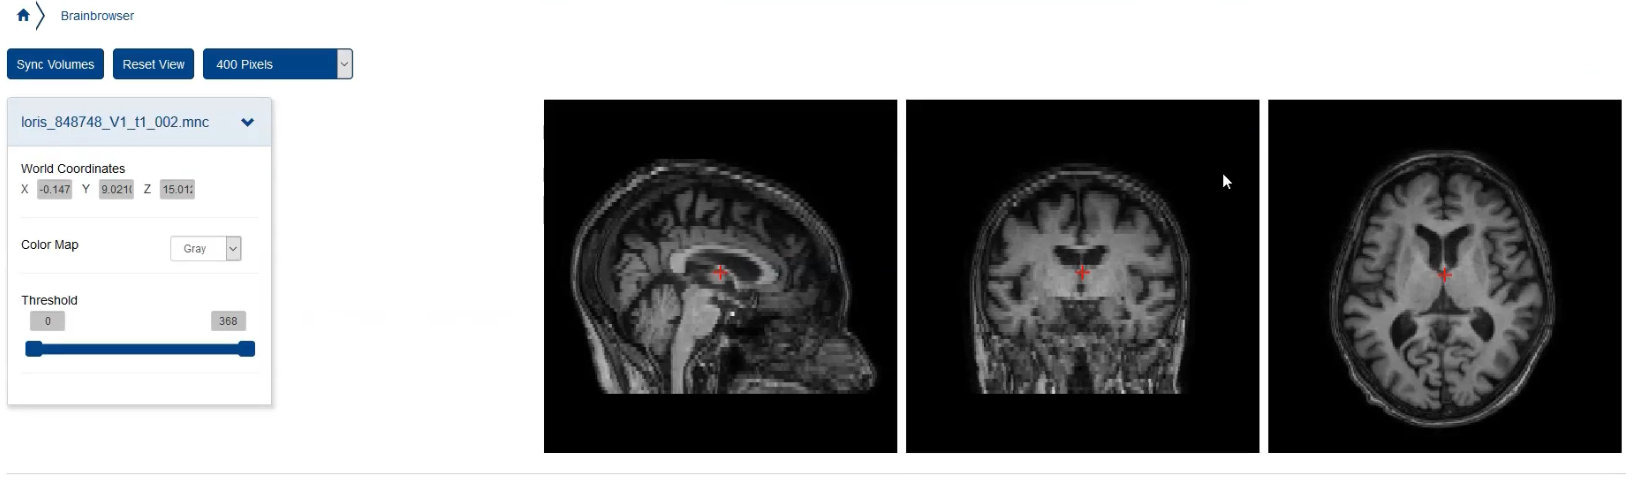 Brainbrowser
Sync Volumes Reset View 400 Pixels
loris_848748_V1_t1_002.mnc
World Coordinates
X -0.147 Y 9.021( Z 15.01
Color Map Gray
Threshold
0 368